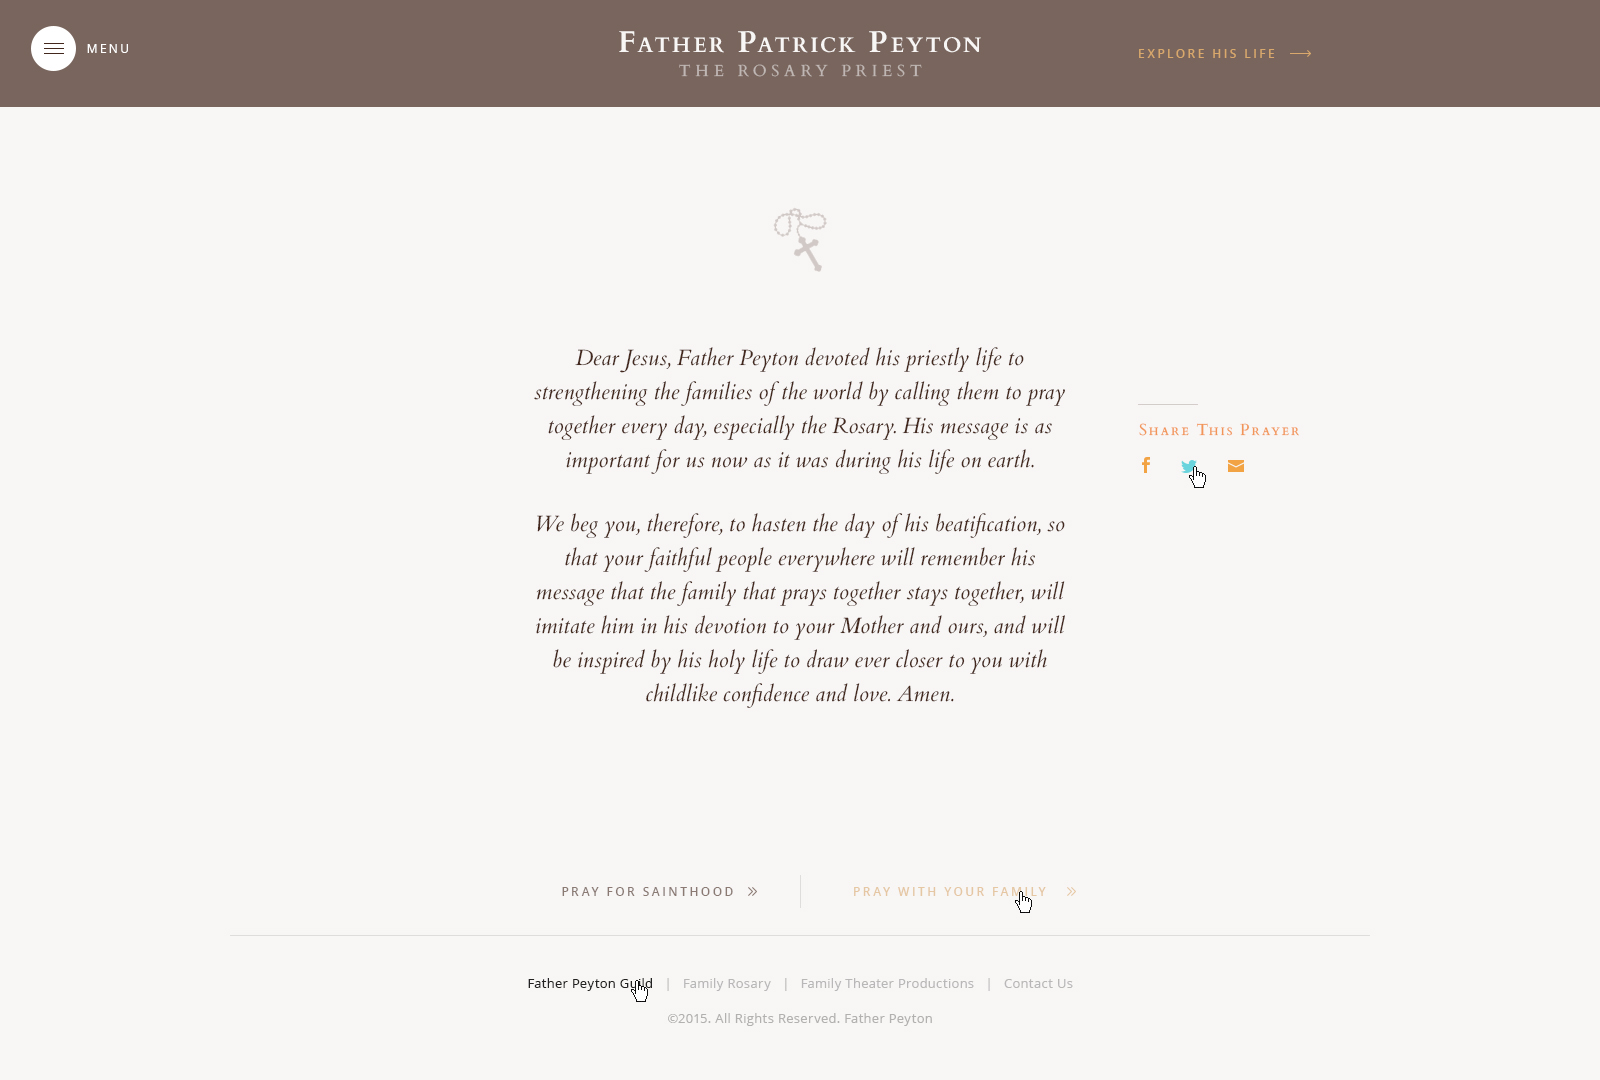 MENU
FATHER PATRICK PEYTON
THE ROSARY PRIEST
EXPLORE HIS LIFE
Dear Jesus, Father Peyton devoted his priestly life to
strengthening the families of the world by calling them to pray
together every day, especially the Rosary. His message is as
important for us now as it was during his life on earth.
We beg you, therefore, to hasten the day of his beatification, so
that your faithful people everywhere will remember his
message that the family that prays together stays together, will
imitate him in his devotion to your Mother and ours, and will
be inspired by his holy life to draw ever closer to you with
childlike confidence and love. Amen.
SHARE THIS PRAYER
PRAY FOR SAINTHOOD »
PRAY WITH YOUR FAMILY »
Father Peyton Guild | Family Rosary | Family Theater Productions | Contact Us
©2015. All Rights Reserved. Father Peyton